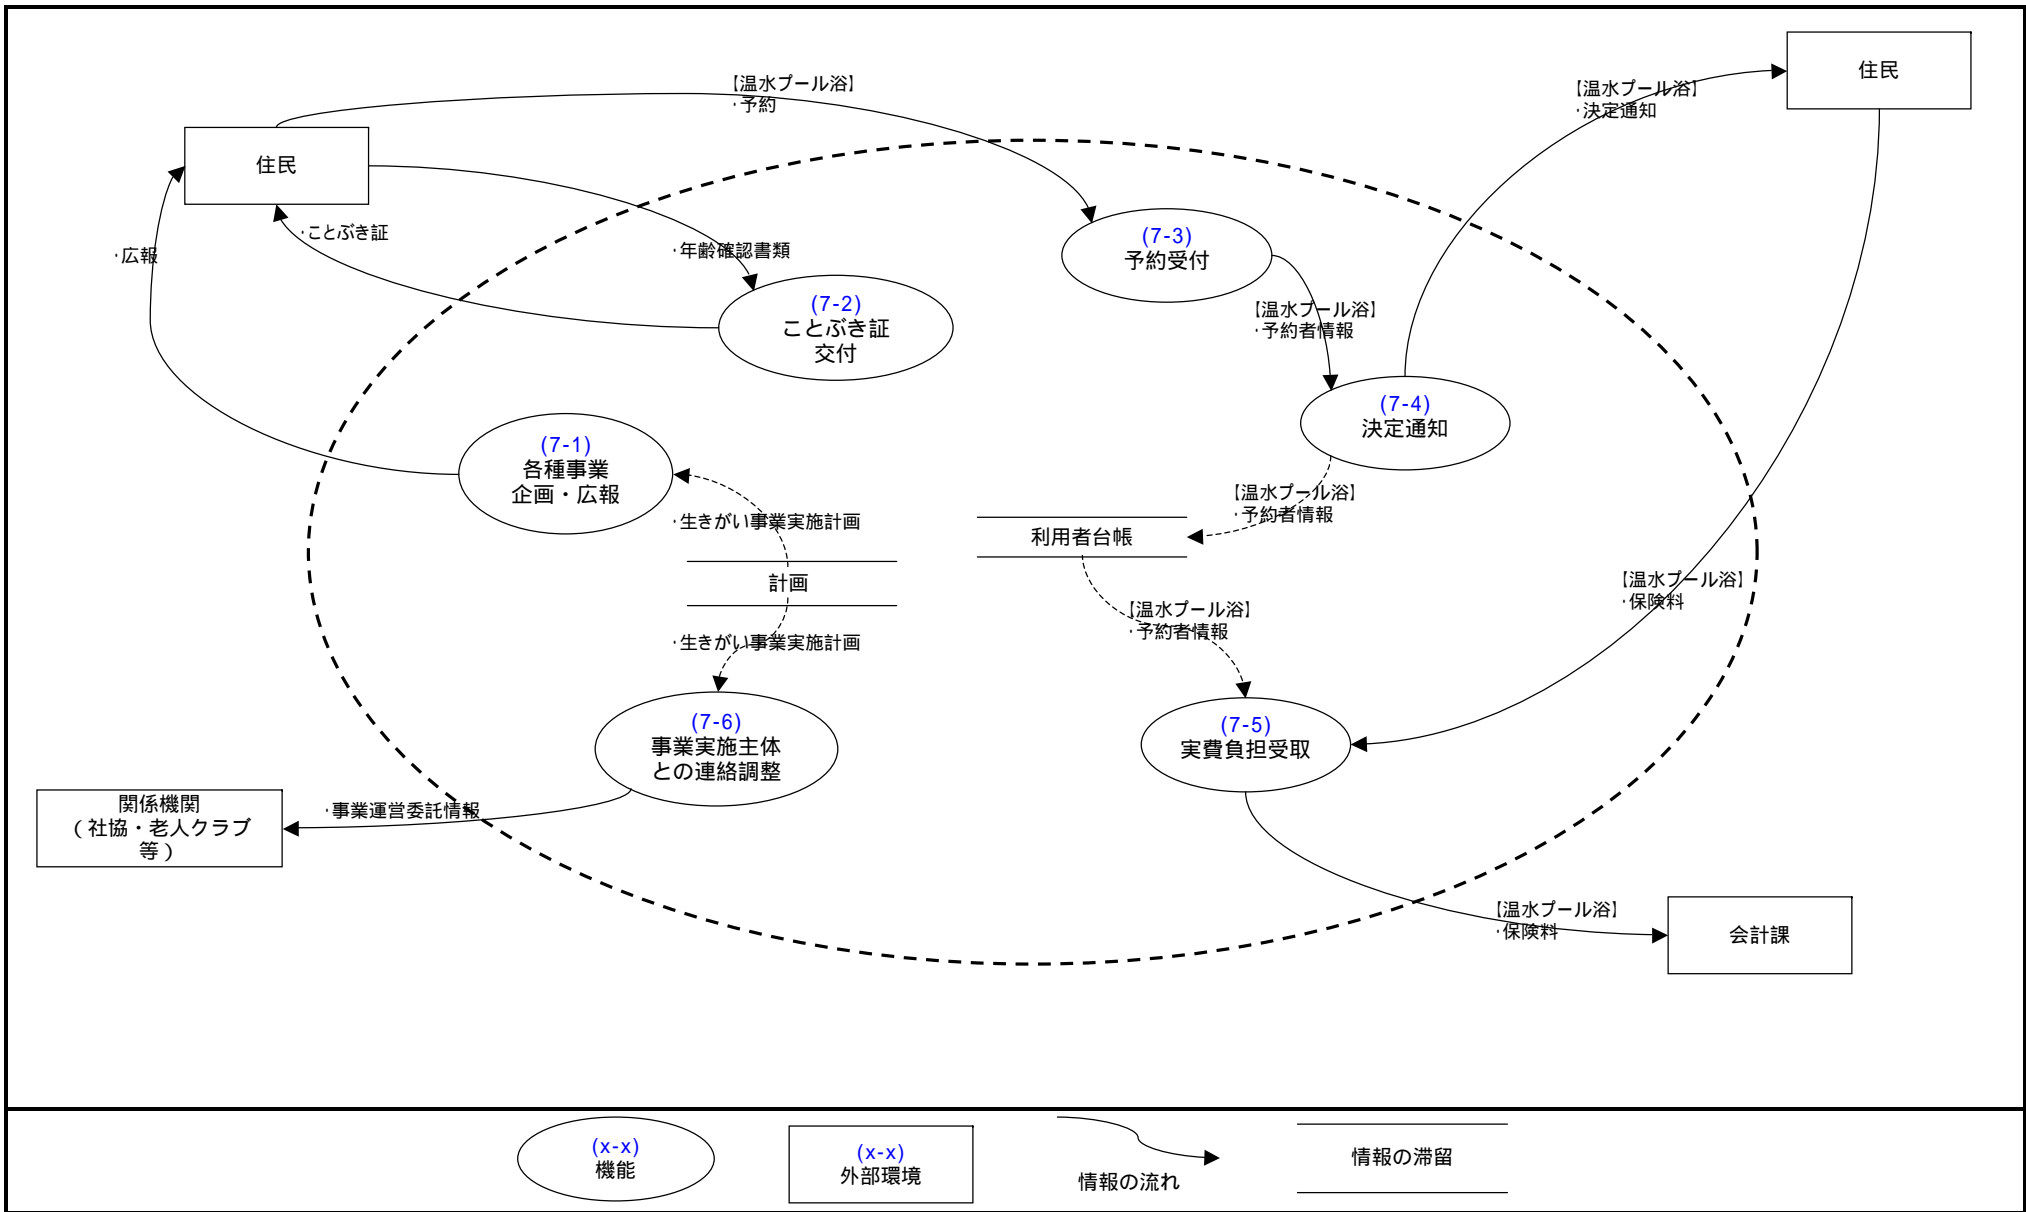 【温水プール浴】
・予約
住民
【温水プール浴】
・決定通知
住民
・広報
・ことぶき証
・年齢確認書類
(7-3)
予約受付
(7-2)
ことぶき証
交付
【温水プール浴】
・予約者情報
(7-4)
決定通知
(7-1)
各種事業
企画・広報
・生きがい事業実施計画
【温水プール浴】
・予約者情報
利用者台帳
計画
【温水プール浴】
・予約者情報
【温水プール浴】
・保険料
・生きがい事業実施計画
(7-6)
事業実施主体
との連絡調整
(7-5)
実費負担受取
関係機関
(社協・老人クラブ
等)
・事業運営委託情報
【温水プール浴】
・保険料
会計課
(x-x)
機能
(x-x)
外部環境
情報の流れ
情報の滞留